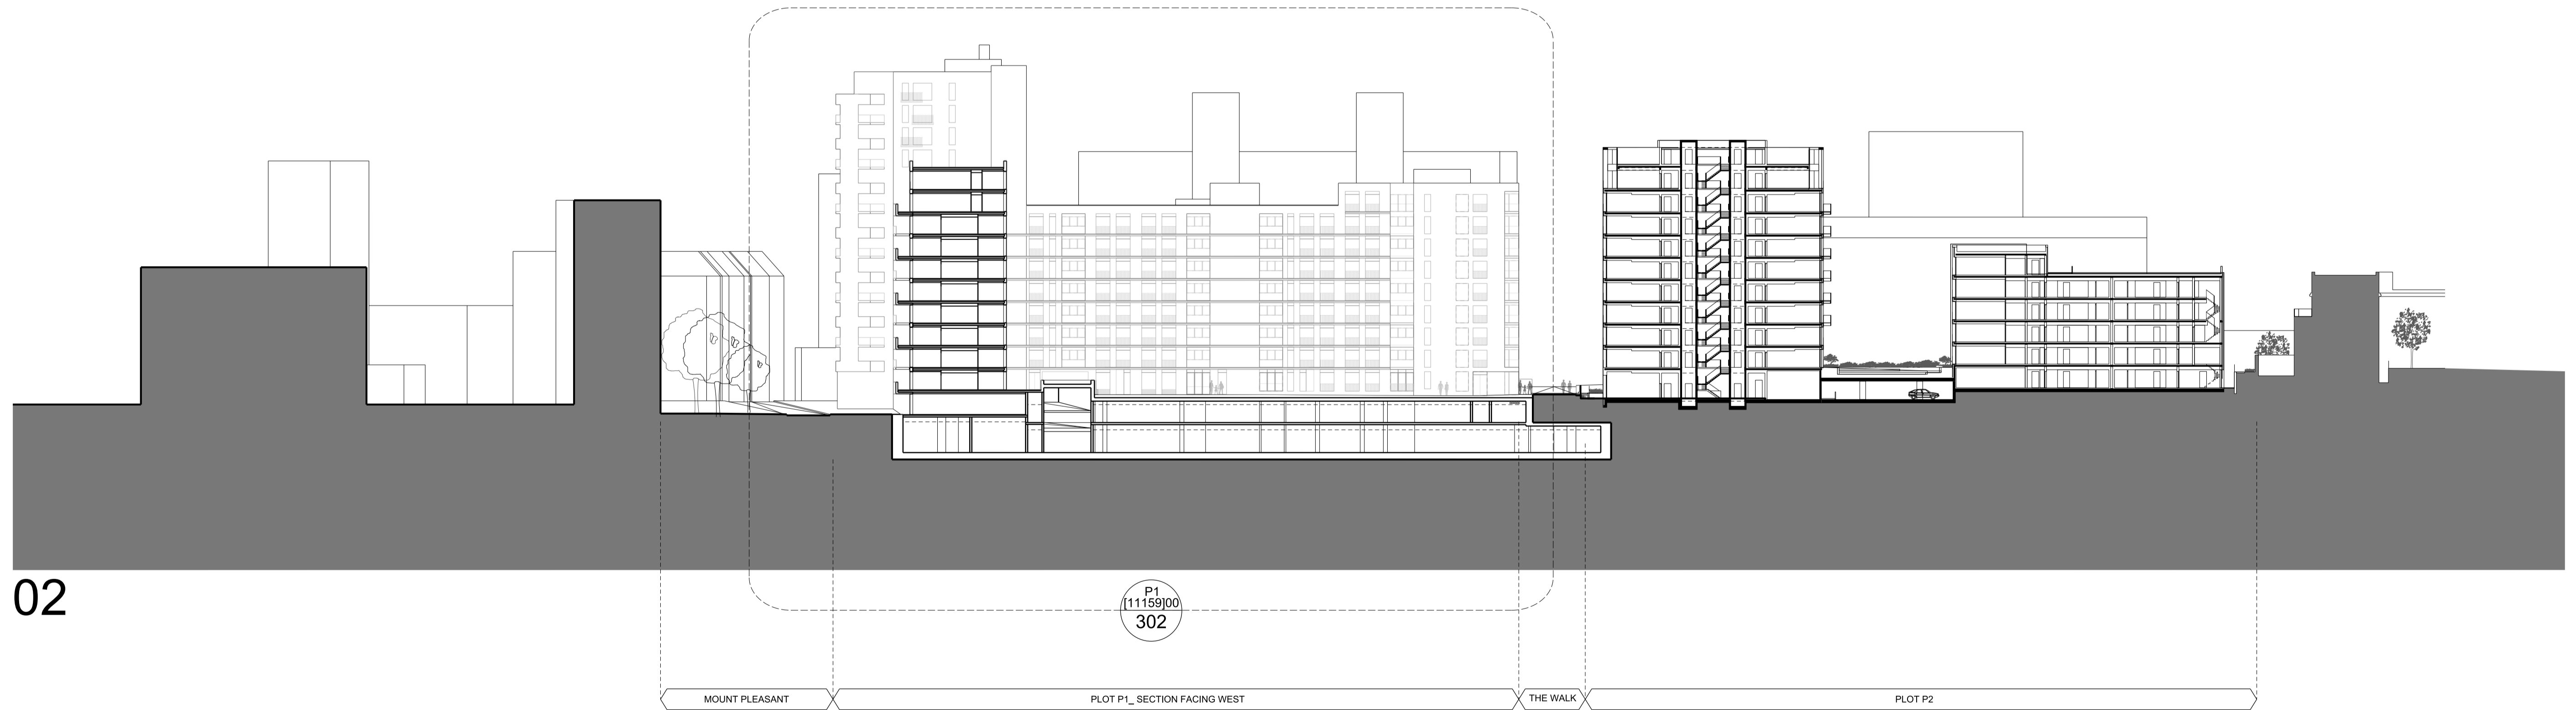 02
P1
[11159]00
302
MOUNT PLEASANT
PLOT P1_ SECTION FACING WEST
THE WALK
PLOT P2